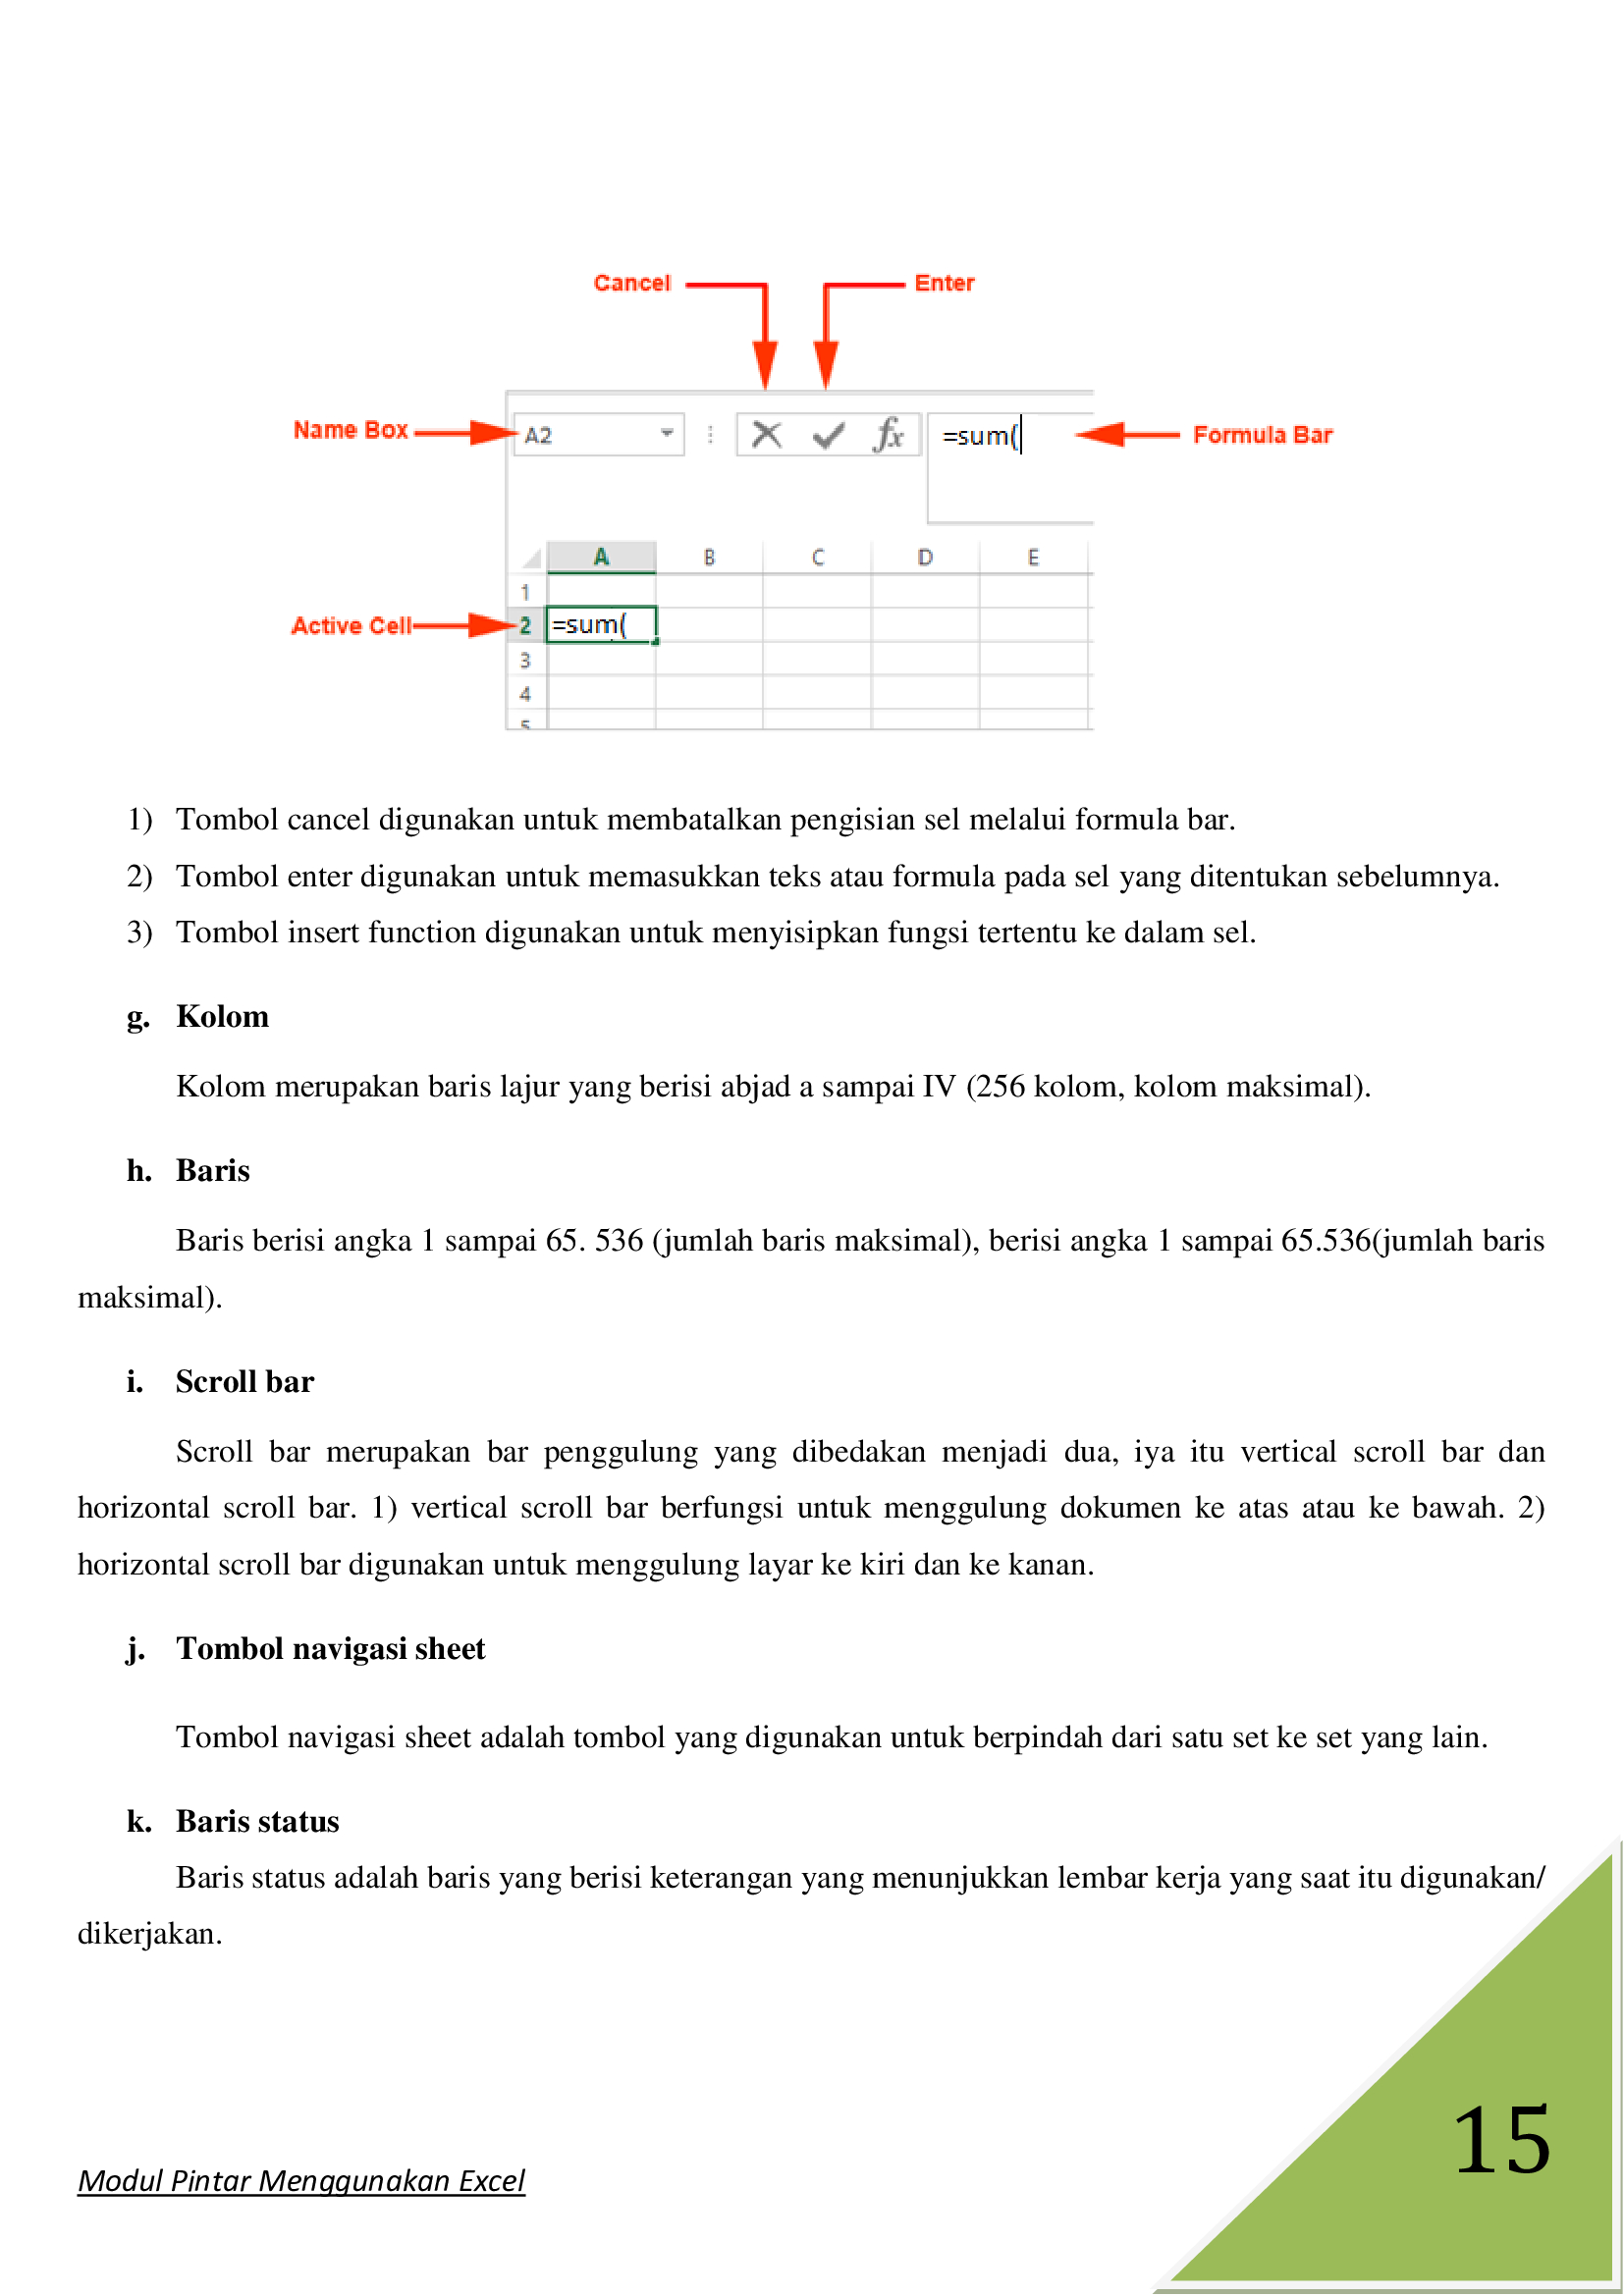 Cancel Enter
Name Box A2 fx =sum( Formula Bar
A B C D E
1
Active Cell 2 =sum(
3
4
5
1) Tombol cancel digunakan untuk membatalkan pengisian sel melalui formula bar.
2) Tombol enter digunakan untuk memasukkan teks atau formula pada sel yang ditentukan sebelumnya.
3) Tombol insert function digunakan untuk menyisipkan fungsi tertentu ke dalam sel.
g. Kolom
Kolom merupakan baris lajur yang berisi abjad a sampai IV (256 kolom, kolom maksimal).
h. Baris
Baris berisi angka 1 sampai 65. 536 (jumlah baris maksimal), berisi angka 1 sampai 65.536(jumlah baris
maksimal).
i. Scroll bar
Scroll bar merupakan bar penggulung yang dibedakan menjadi dua, iya itu vertical scroll bar dan
horizontal scroll bar. 1) vertical scroll bar berfungsi untuk menggulung dokumen ke atas atau ke bawah. 2)
horizontal scroll bar digunakan untuk menggulung layar ke kiri dan ke kanan.
j. Tombol navigasi sheet
Tombol navigasi sheet adalah tombol yang digunakan untuk berpindah dari satu set ke set yang lain.
k. Baris status
Baris status adalah baris yang berisi keterangan yang menunjukkan lembar kerja yang saat itu digunakan/
dikerjakan.
15
Modul Pintar Menggunakan Excel